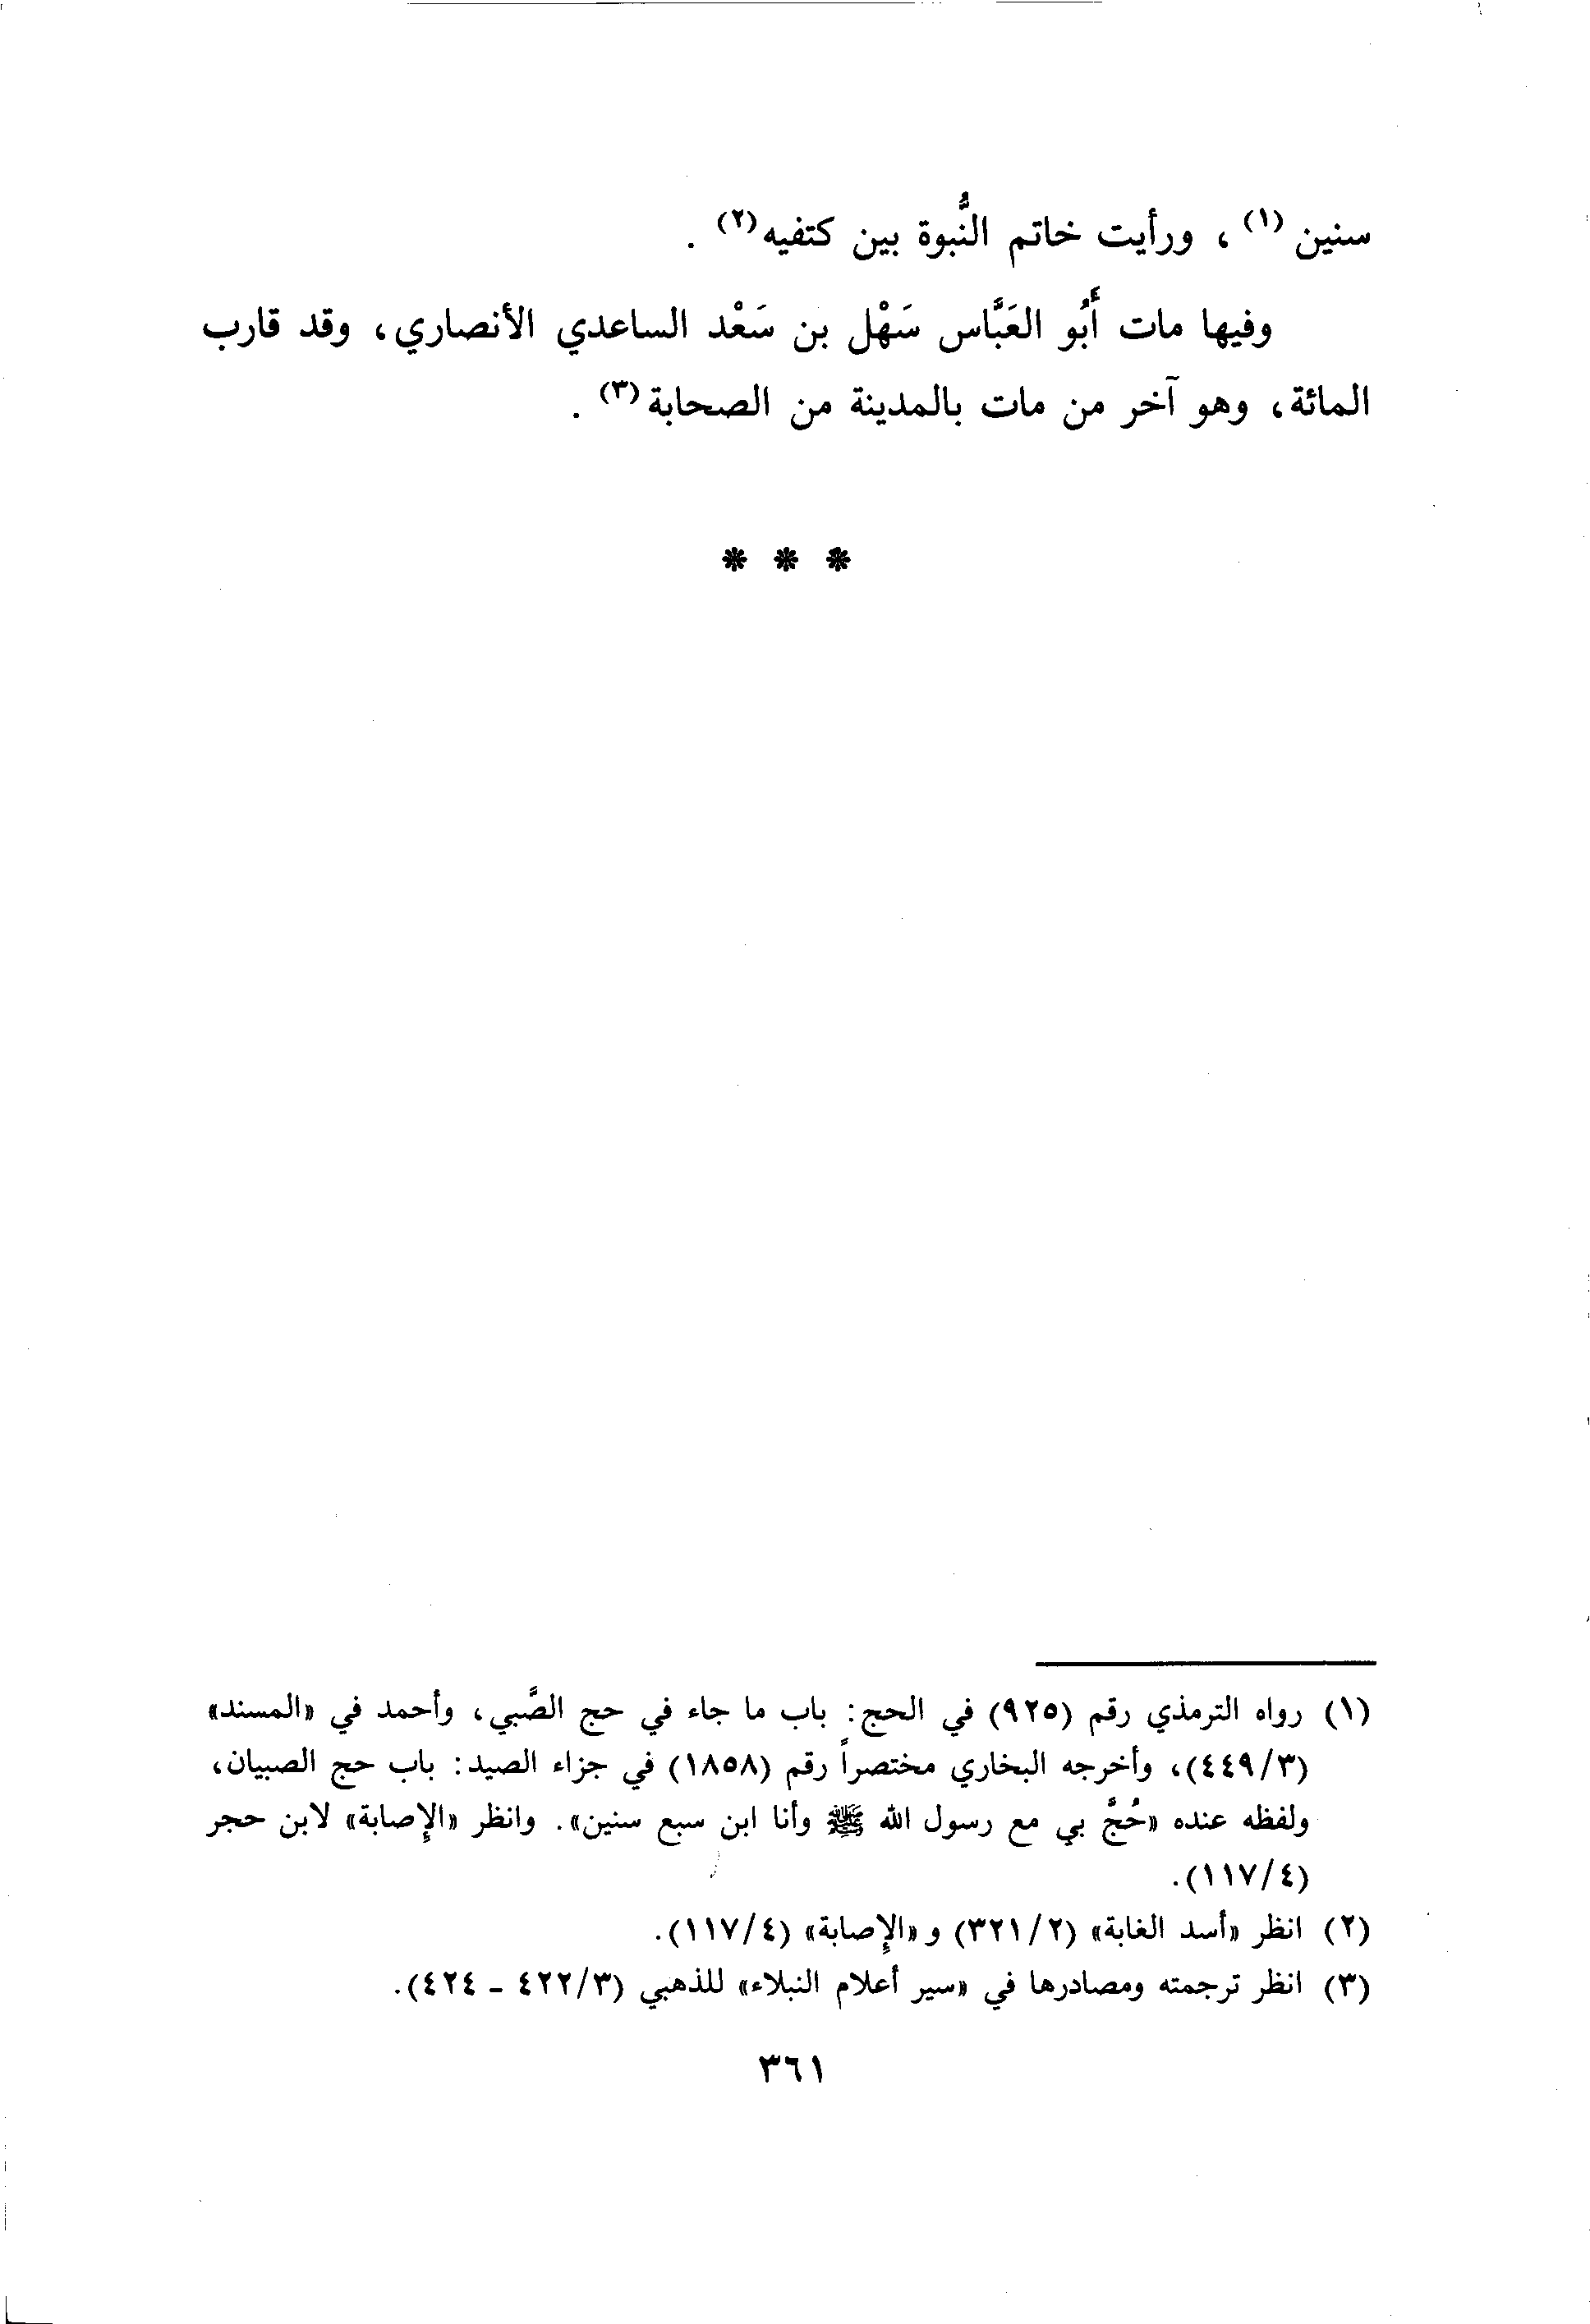 سنين (١) ، ورأيت خاتم النُّبوة بين كتفيه (٢) .
وفيها مات أَبُو العَبَّاس سَهْل بن سَعْد الساعدي الأنصاري، وقد قارب
المائة، وهو آخر من مات بالمدينة من الصحابة (٣) .
* * *
(١) رواه الترمذي رقم (٩٢٥) في الحج: باب ما جاء في حج الصَّبي، وأحمد في «المسند»
(٣/٤٤٩)، وأخرجه البخاري مختصراً رقم (١٨٥٨) في جزاء الصيد: باب حج الصبيان،
ولفظه عنده «حُجَّ بي مع رسول الله ﷺ وأنا ابن سبع سنين». وانظر «الإصابة» لابن حجر
(٤/١١٧).
(٢) انظر «أسد الغابة» (٢/٣٢١) و «الإصابة» (٤/١١٧).
(٣) انظر ترجمته ومصادرها في «سير أعلام النبلاء» للذهبي (٣/٤٢٢ - ٤٢٤).
٣٦١